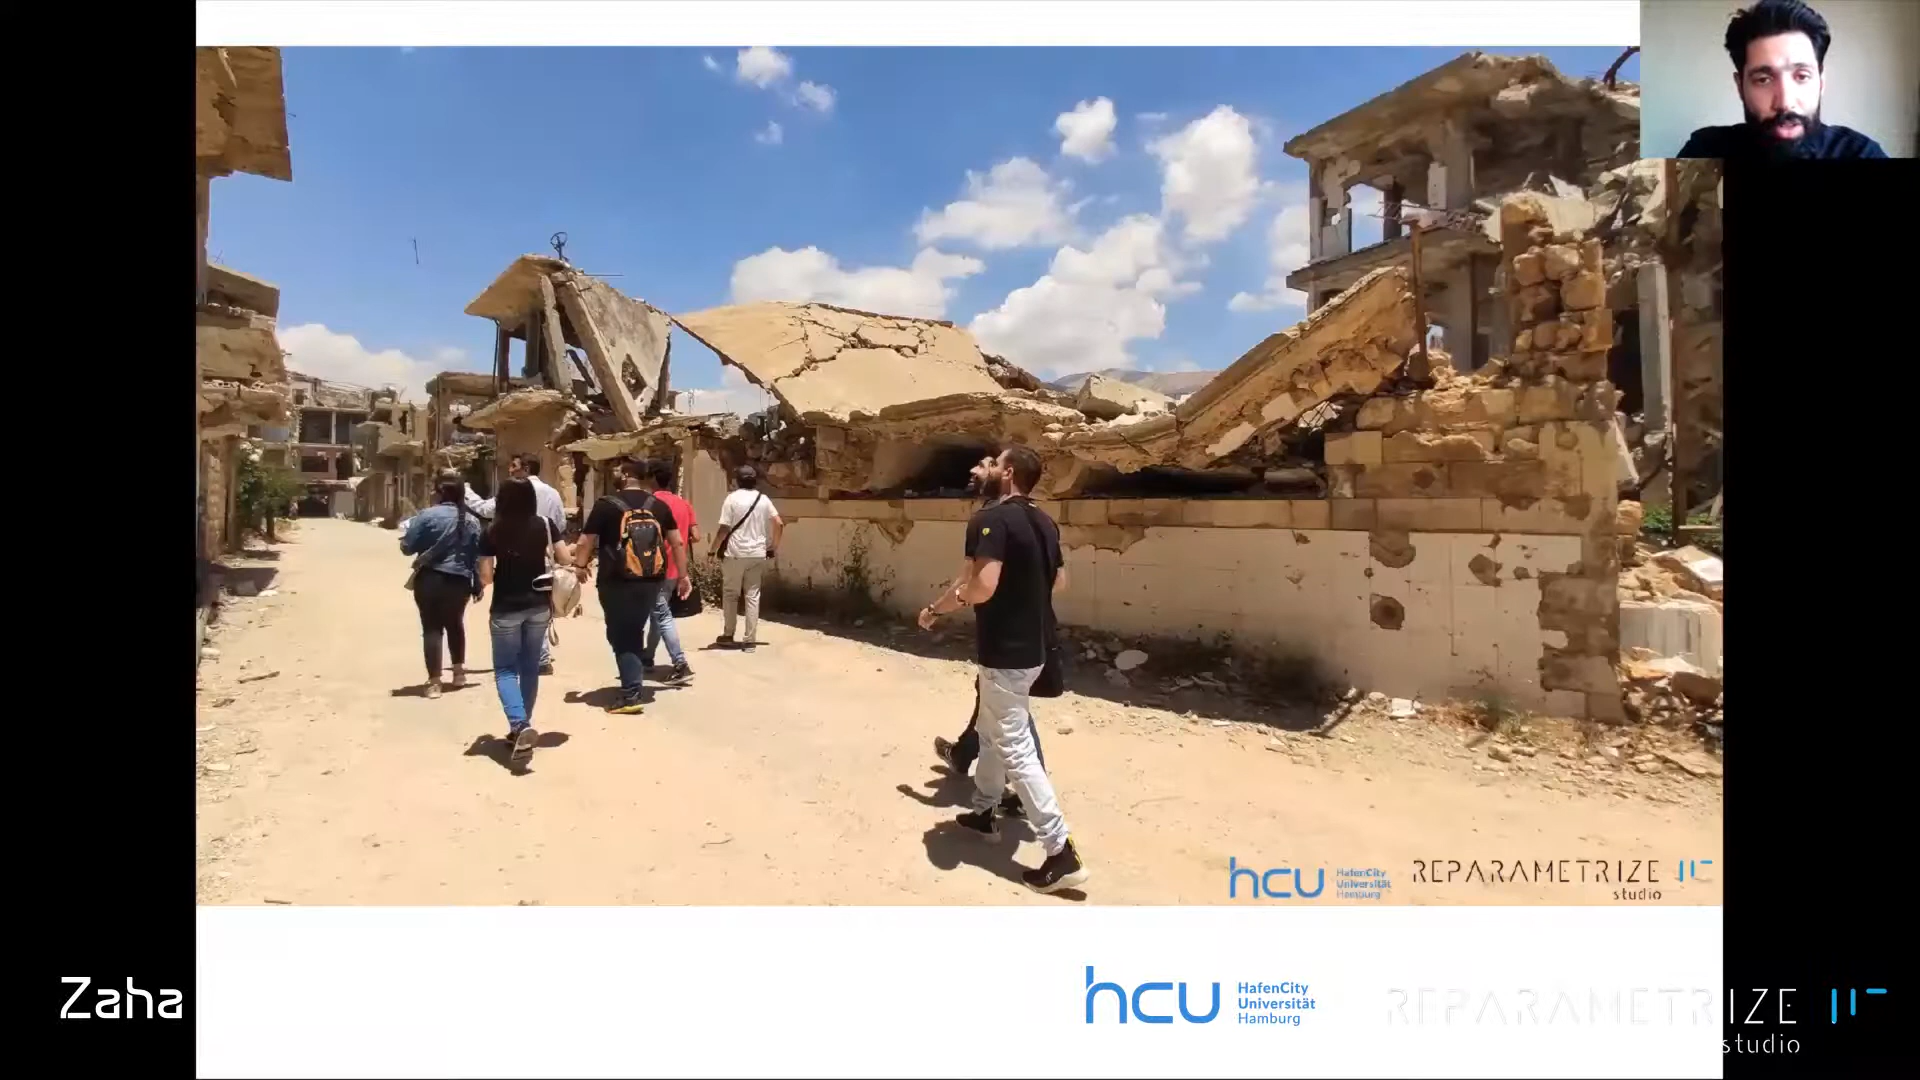 hcu
HafenCity
Universität
Hamburg
REPARAMETRIZE
studio
Zaha
hcu
HafenCity
Universität
Hamburg
REPARAMETRIZE
studio